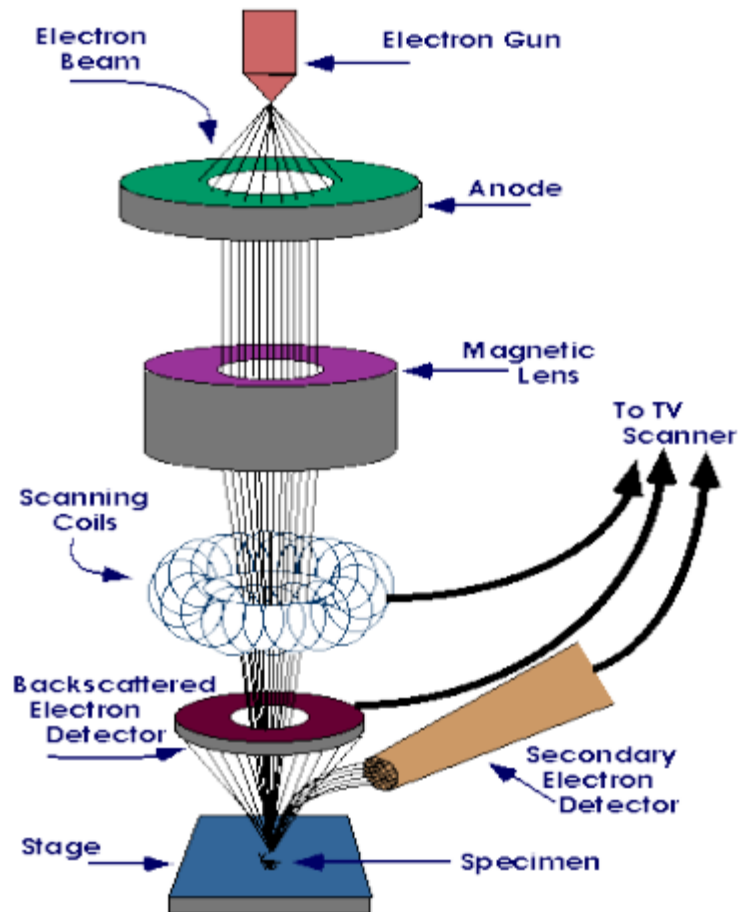 Electron
Beam
Electron Gun
Anode
Magnetic
Lens
To TV
Scanner
Scanning
Coils
Backscattered
Electron
Detector
Secondary
Electron
Detector
Stage
Specimen